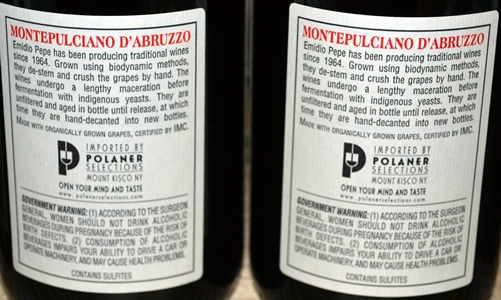 MONTEPULCIANO D'ABRUZZO
Emidio Pepe has been producing traditional wines
since 1964. Grown using biodynamic methods,
they de-stem and crush the grapes by hand. The
wines undergo a lengthy maceration before
fermentation with indigenous yeasts. They are
unfiltered and aged in bottle until release, at which
time they are hand-decanted into new bottles.
MADE WITH ORGANICALLY GROWN GRAPES, CERTIFIED BY IMC.
IMPORTED BY
POLANER
SELECTIONS
MOUNT KISCO NY
OPEN YOUR MIND AND TASTE
www.polanerselections.com
GOVERNMENT WARNING: (1) ACCORDING TO THE SURGEON
GENERAL, WOMEN SHOULD NOT DRINK ALCOHOLIC
BEVERAGES DURING PREGNANCY BECAUSE OF THE RISK OF
BIRTH DEFECTS. (2) CONSUMPTION OF ALCOHOLIC
BEVERAGES IMPAIRS YOUR ABILITY TO DRIVE A CAR OR
OPERATE MACHINERY, AND MAY CAUSE HEALTH PROBLEMS.
CONTAINS SULFITES
MONTEPULCIANO D'ABRUZZO
Emidio Pepe has been producing traditional wines
since 1964. Grown using biodynamic methods,
they de-stem and crush the grapes by hand. The
wines undergo a lengthy maceration before
fermentation with indigenous yeasts. They are
unfiltered and aged in bottle until release, at which
time they are hand-decanted into new bottles.
MADE WITH ORGANICALLY GROWN GRAPES, CERTIFIED BY IMC.
IMPORTED BY
POLANER
SELECTIONS
MOUNT KISCO NY
OPEN YOUR MIND AND TASTE
www.polanerselections.com
GOVERNMENT WARNING: (1) ACCORDING TO THE SURGEON
GENERAL, WOMEN SHOULD NOT DRINK ALCOHOLIC
BEVERAGES DURING PREGNANCY BECAUSE OF THE RISK OF
BIRTH DEFECTS. (2) CONSUMPTION OF ALCOHOLIC
BEVERAGES IMPAIRS YOUR ABILITY TO DRIVE A CAR OR
OPERATE MACHINERY, AND MAY CAUSE HEALTH PROBLEMS.
CONTAINS SULFITES